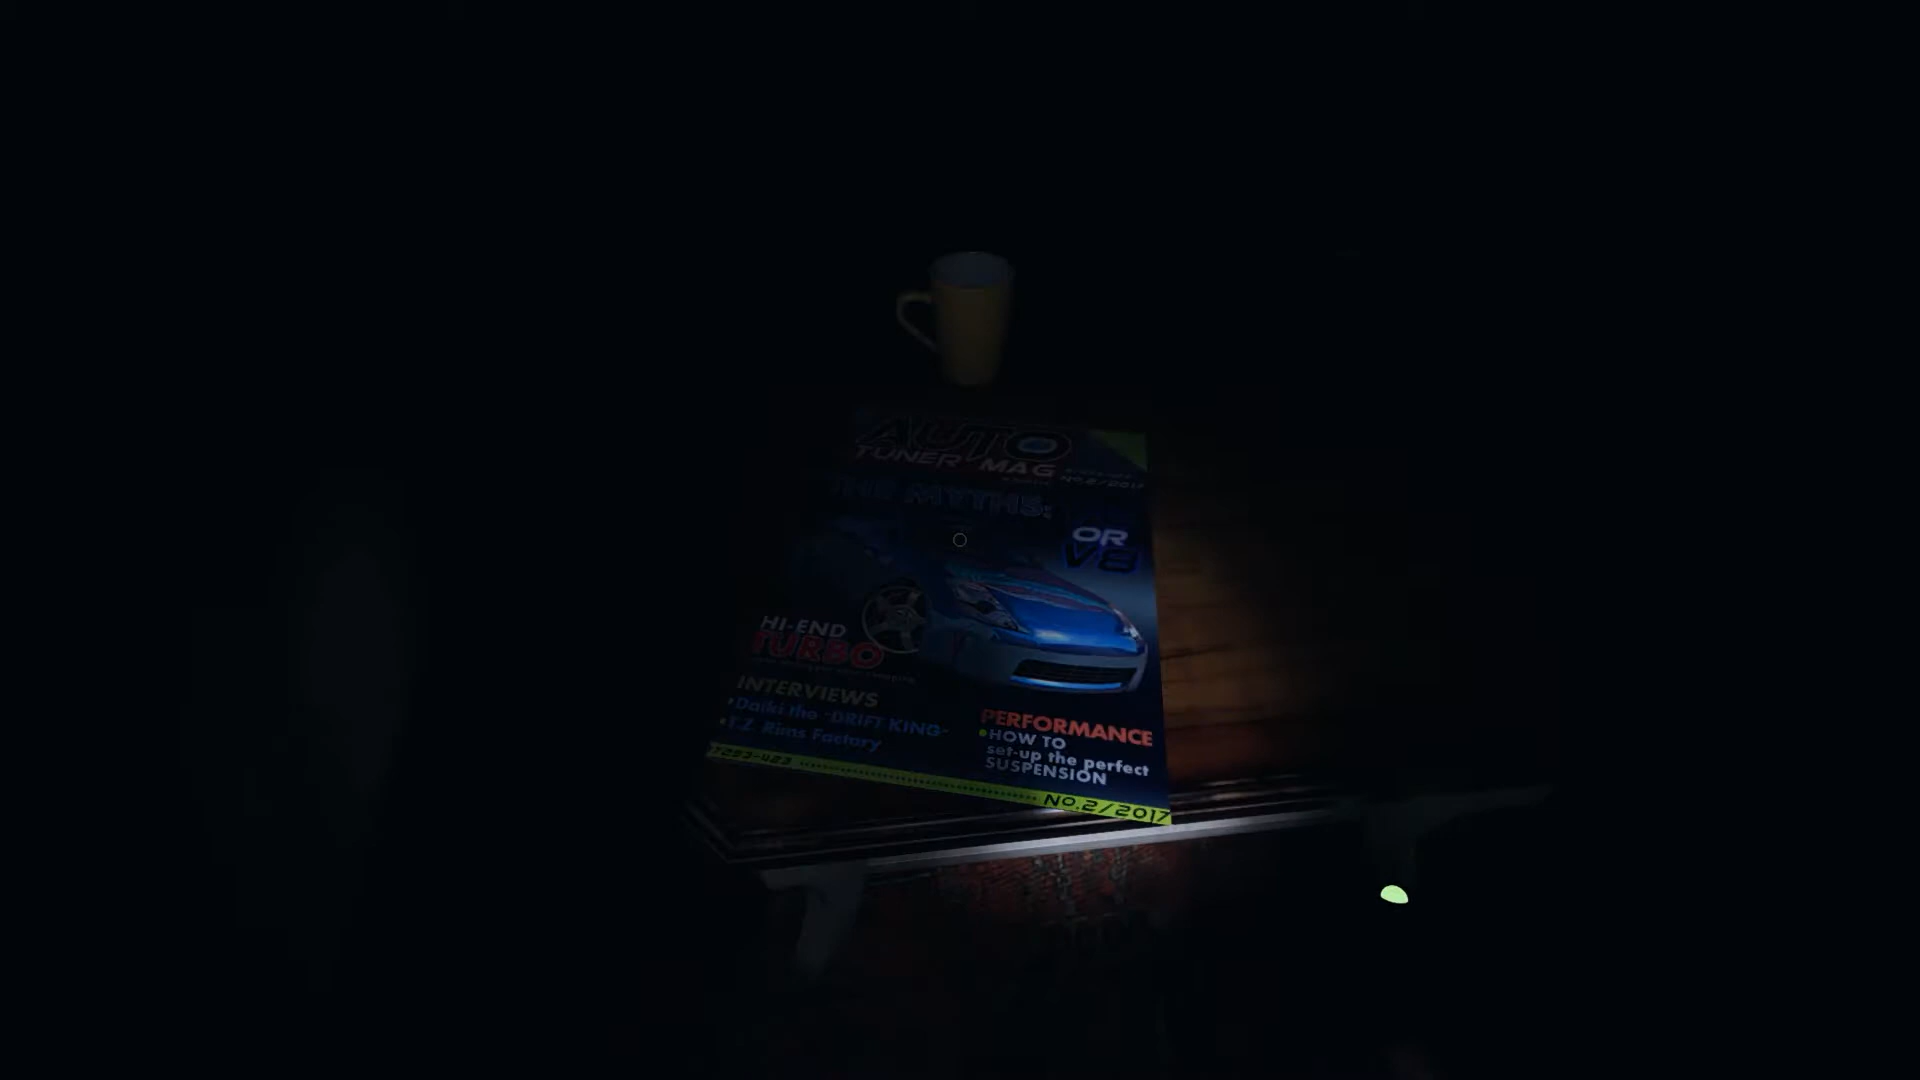 AUTO
TUNER MAG
No.2/2017
THE MYTHS:
OR
V8
HI-END
TURBO
INTERVIEWS
•Daiki the -DRIFT KING-
•T.Z. Rims Factory
PERFORMANCE
•HOW TO
set-up the perfect
SUSPENSION
No.2/2017